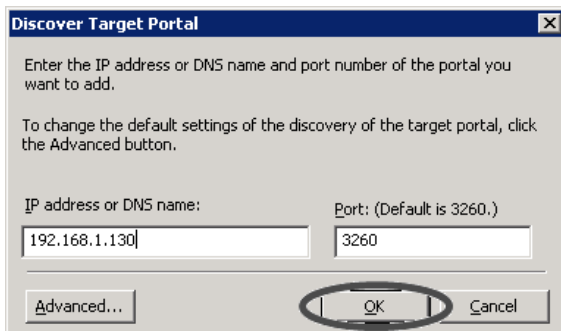 Discover Target Portal
Enter the IP address or DNS name and port number of the portal you
want to add.
To change the default settings of the discovery of the target portal, click
the Advanced button.
IP address or DNS name:
Port: (Default is 3260.)
192.168.1.130
3260
Advanced...
OK
Cancel